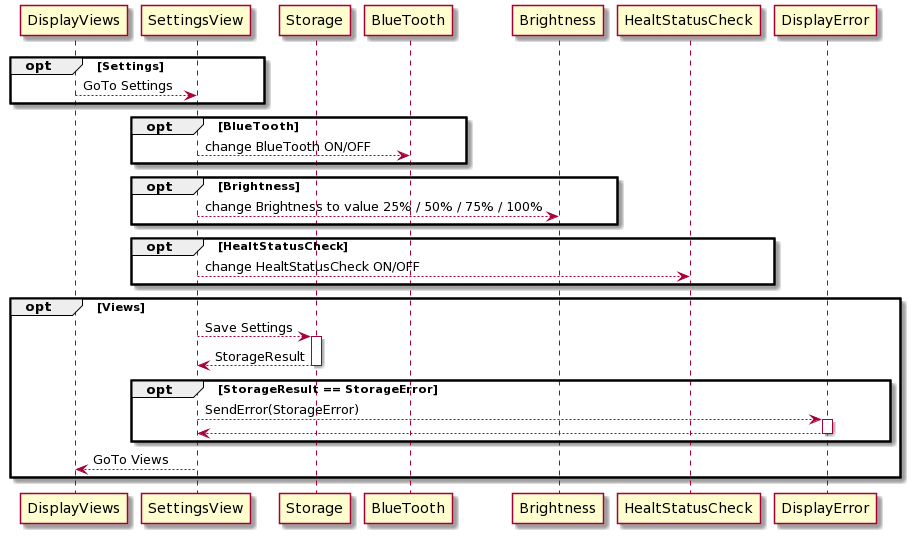 DisplayViews SettingsView Storage BlueTooth Brightness HealtStatusCheck DisplayError
opt [Settings]
GoTo Settings
opt [BlueTooth]
change BlueTooth ON/OFF
opt [Brightness]
change Brightness to value 25% / 50% / 75% / 100%
opt [HealtStatusCheck]
change HealtStatusCheck ON/OFF
opt [Views]
Save Settings
StorageResult
opt [StorageResult == StorageError]
SendError(StorageError)
GoTo Views
DisplayViews SettingsView Storage BlueTooth Brightness HealtStatusCheck DisplayError